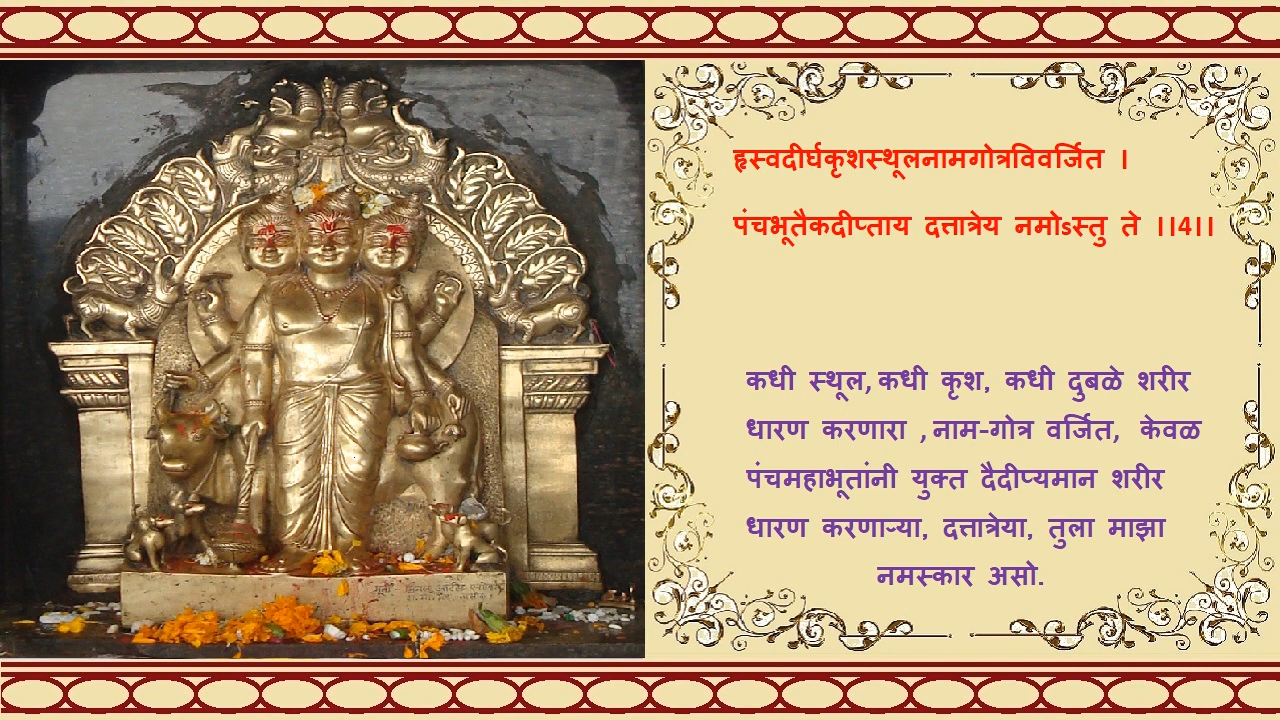 हृस्वदीर्घकृशस्थूलनामगोत्रविवर्जित ।
पंचभूतैकदीप्ताय दत्तात्रेय नमोऽस्तु ते ।।4।।
कधी स्थूल, कधी कृश, कधी दुबळे शरीर
धारण करणारा , नाम-गोत्र वर्जित, केवळ
पंचमहाभूतांनी युक्त दैदीप्यमान शरीर
धारण करणाऱ्या, दत्तात्रेया, तुला माझा
नमस्कार असो.